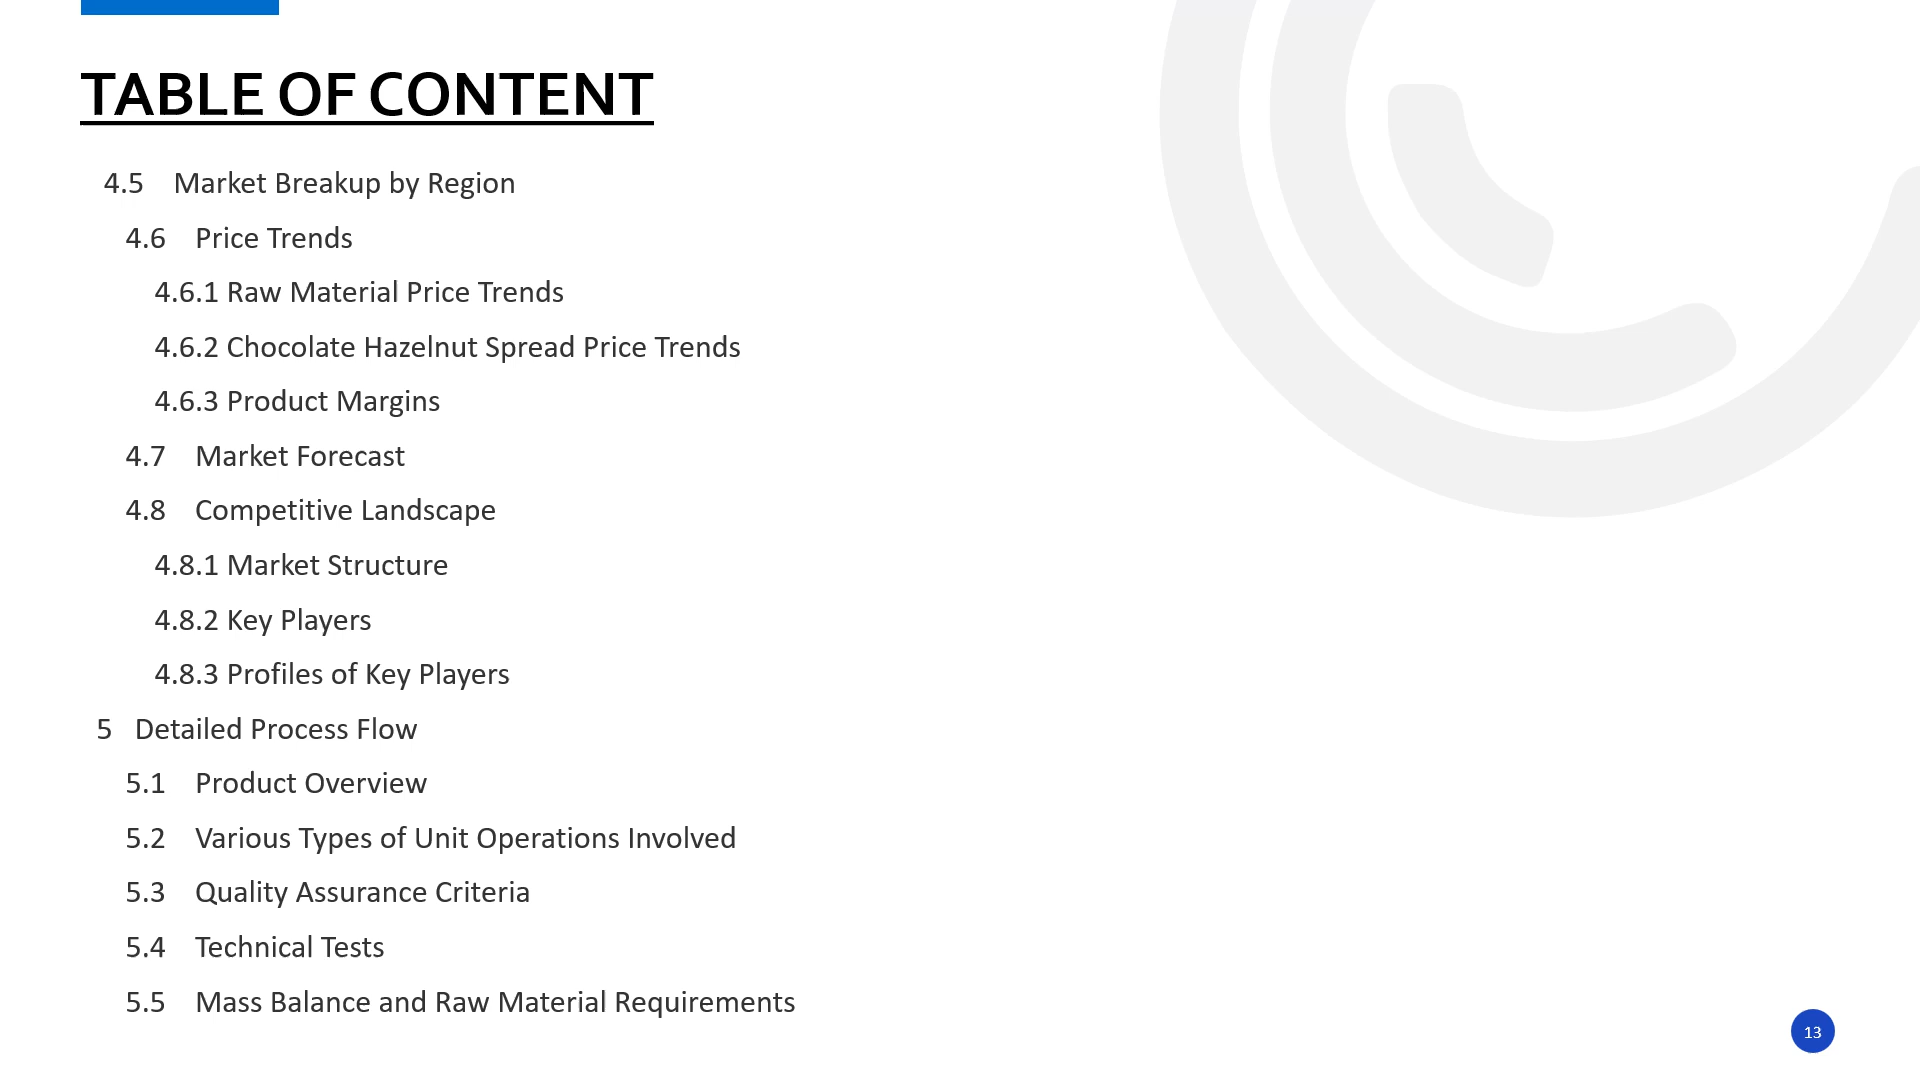 TABLE OF CONTENT
4.5 Market Breakup by Region
4.6 Price Trends
4.6.1 Raw Material Price Trends
4.6.2 Chocolate Hazelnut Spread Price Trends
4.6.3 Product Margins
4.7 Market Forecast
4.8 Competitive Landscape
4.8.1 Market Structure
4.8.2 Key Players
4.8.3 Profiles of Key Players
5 Detailed Process Flow
5.1 Product Overview
5.2 Various Types of Unit Operations Involved
5.3 Quality Assurance Criteria
5.4 Technical Tests
5.5 Mass Balance and Raw Material Requirements
13